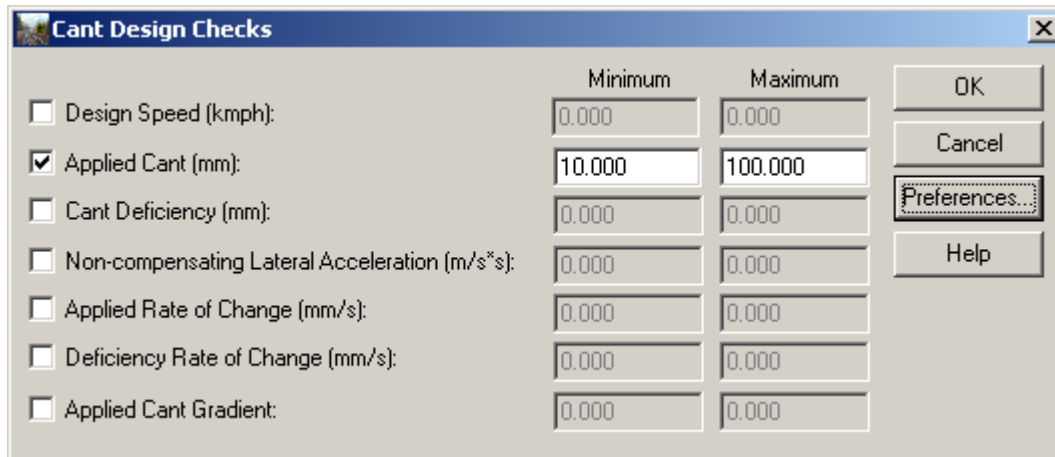 Cant Design Checks
Minimum Maximum
Design Speed (kmph): 0.000 0.000
Applied Cant (mm): 10.000 100.000
Cant Deficiency (mm): 0.000 0.000
Non-compensating Lateral Acceleration (m/s*s): 0.000 0.000
Applied Rate of Change (mm/s): 0.000 0.000
Deficiency Rate of Change (mm/s): 0.000 0.000
Applied Cant Gradient: 0.000 0.000
OK
Cancel
Preferences...
Help